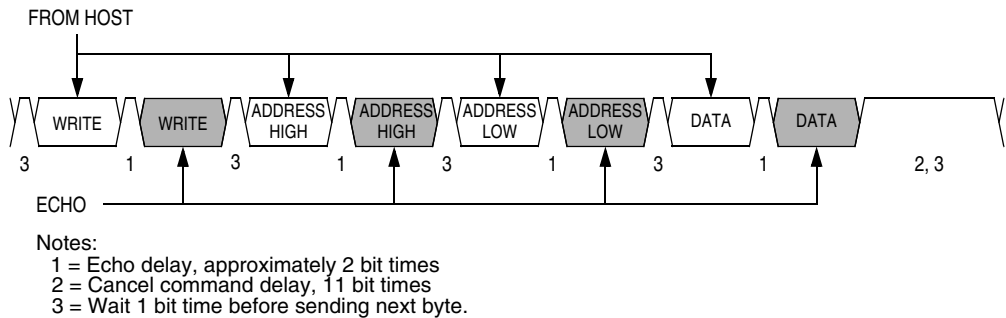 FROM HOST
WRITE WRITE ADDRESS HIGH ADDRESS HIGH ADDRESS LOW ADDRESS LOW DATA DATA
3 1 3 1 3 1 3 1 2, 3
ECHO
Notes:
1 = Echo delay, approximately 2 bit times
2 = Cancel command delay, 11 bit times
3 = Wait 1 bit time before sending next byte.